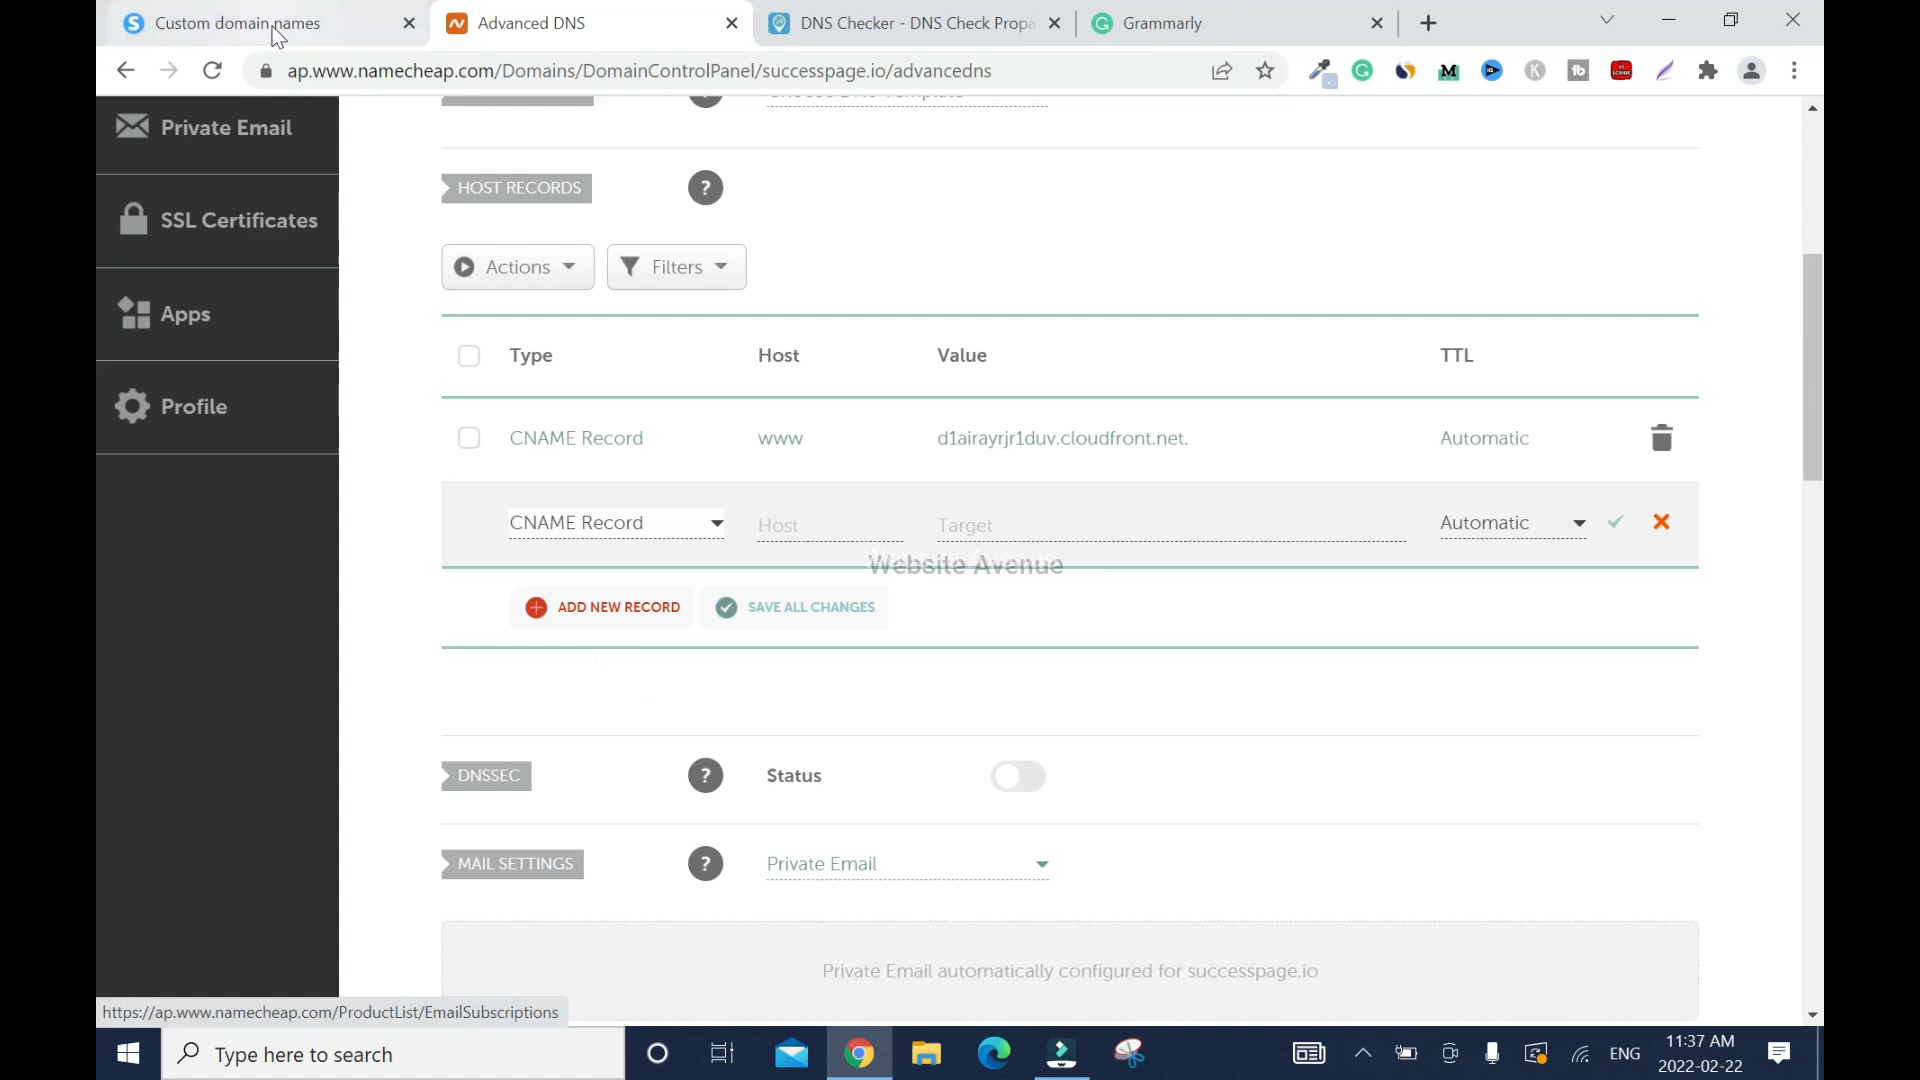 Custom domain names
Advanced DNS
DNS Checker - DNS Check Propa
Grammarly
ap.www.namecheap.com/Domains/DomainControlPanel/successpage.io/advancedns
Private Email
SSL Certificates
Apps
Profile
HOST RECORDS
?
Actions
Filters
Type Host Value TTL
CNAME Record www d1airayrjr1duv.cloudfront.net. Automatic
CNAME Record Host Target Automatic
Website Avenue
ADD NEW RECORD
SAVE ALL CHANGES
DNSSEC
?
Status
MAIL SETTINGS
?
Private Email
Private Email automatically configured for successpage.io
https://ap.www.namecheap.com/ProductList/EmailSubscriptions
Type here to search
ENG
11:37 AM
2022-02-22